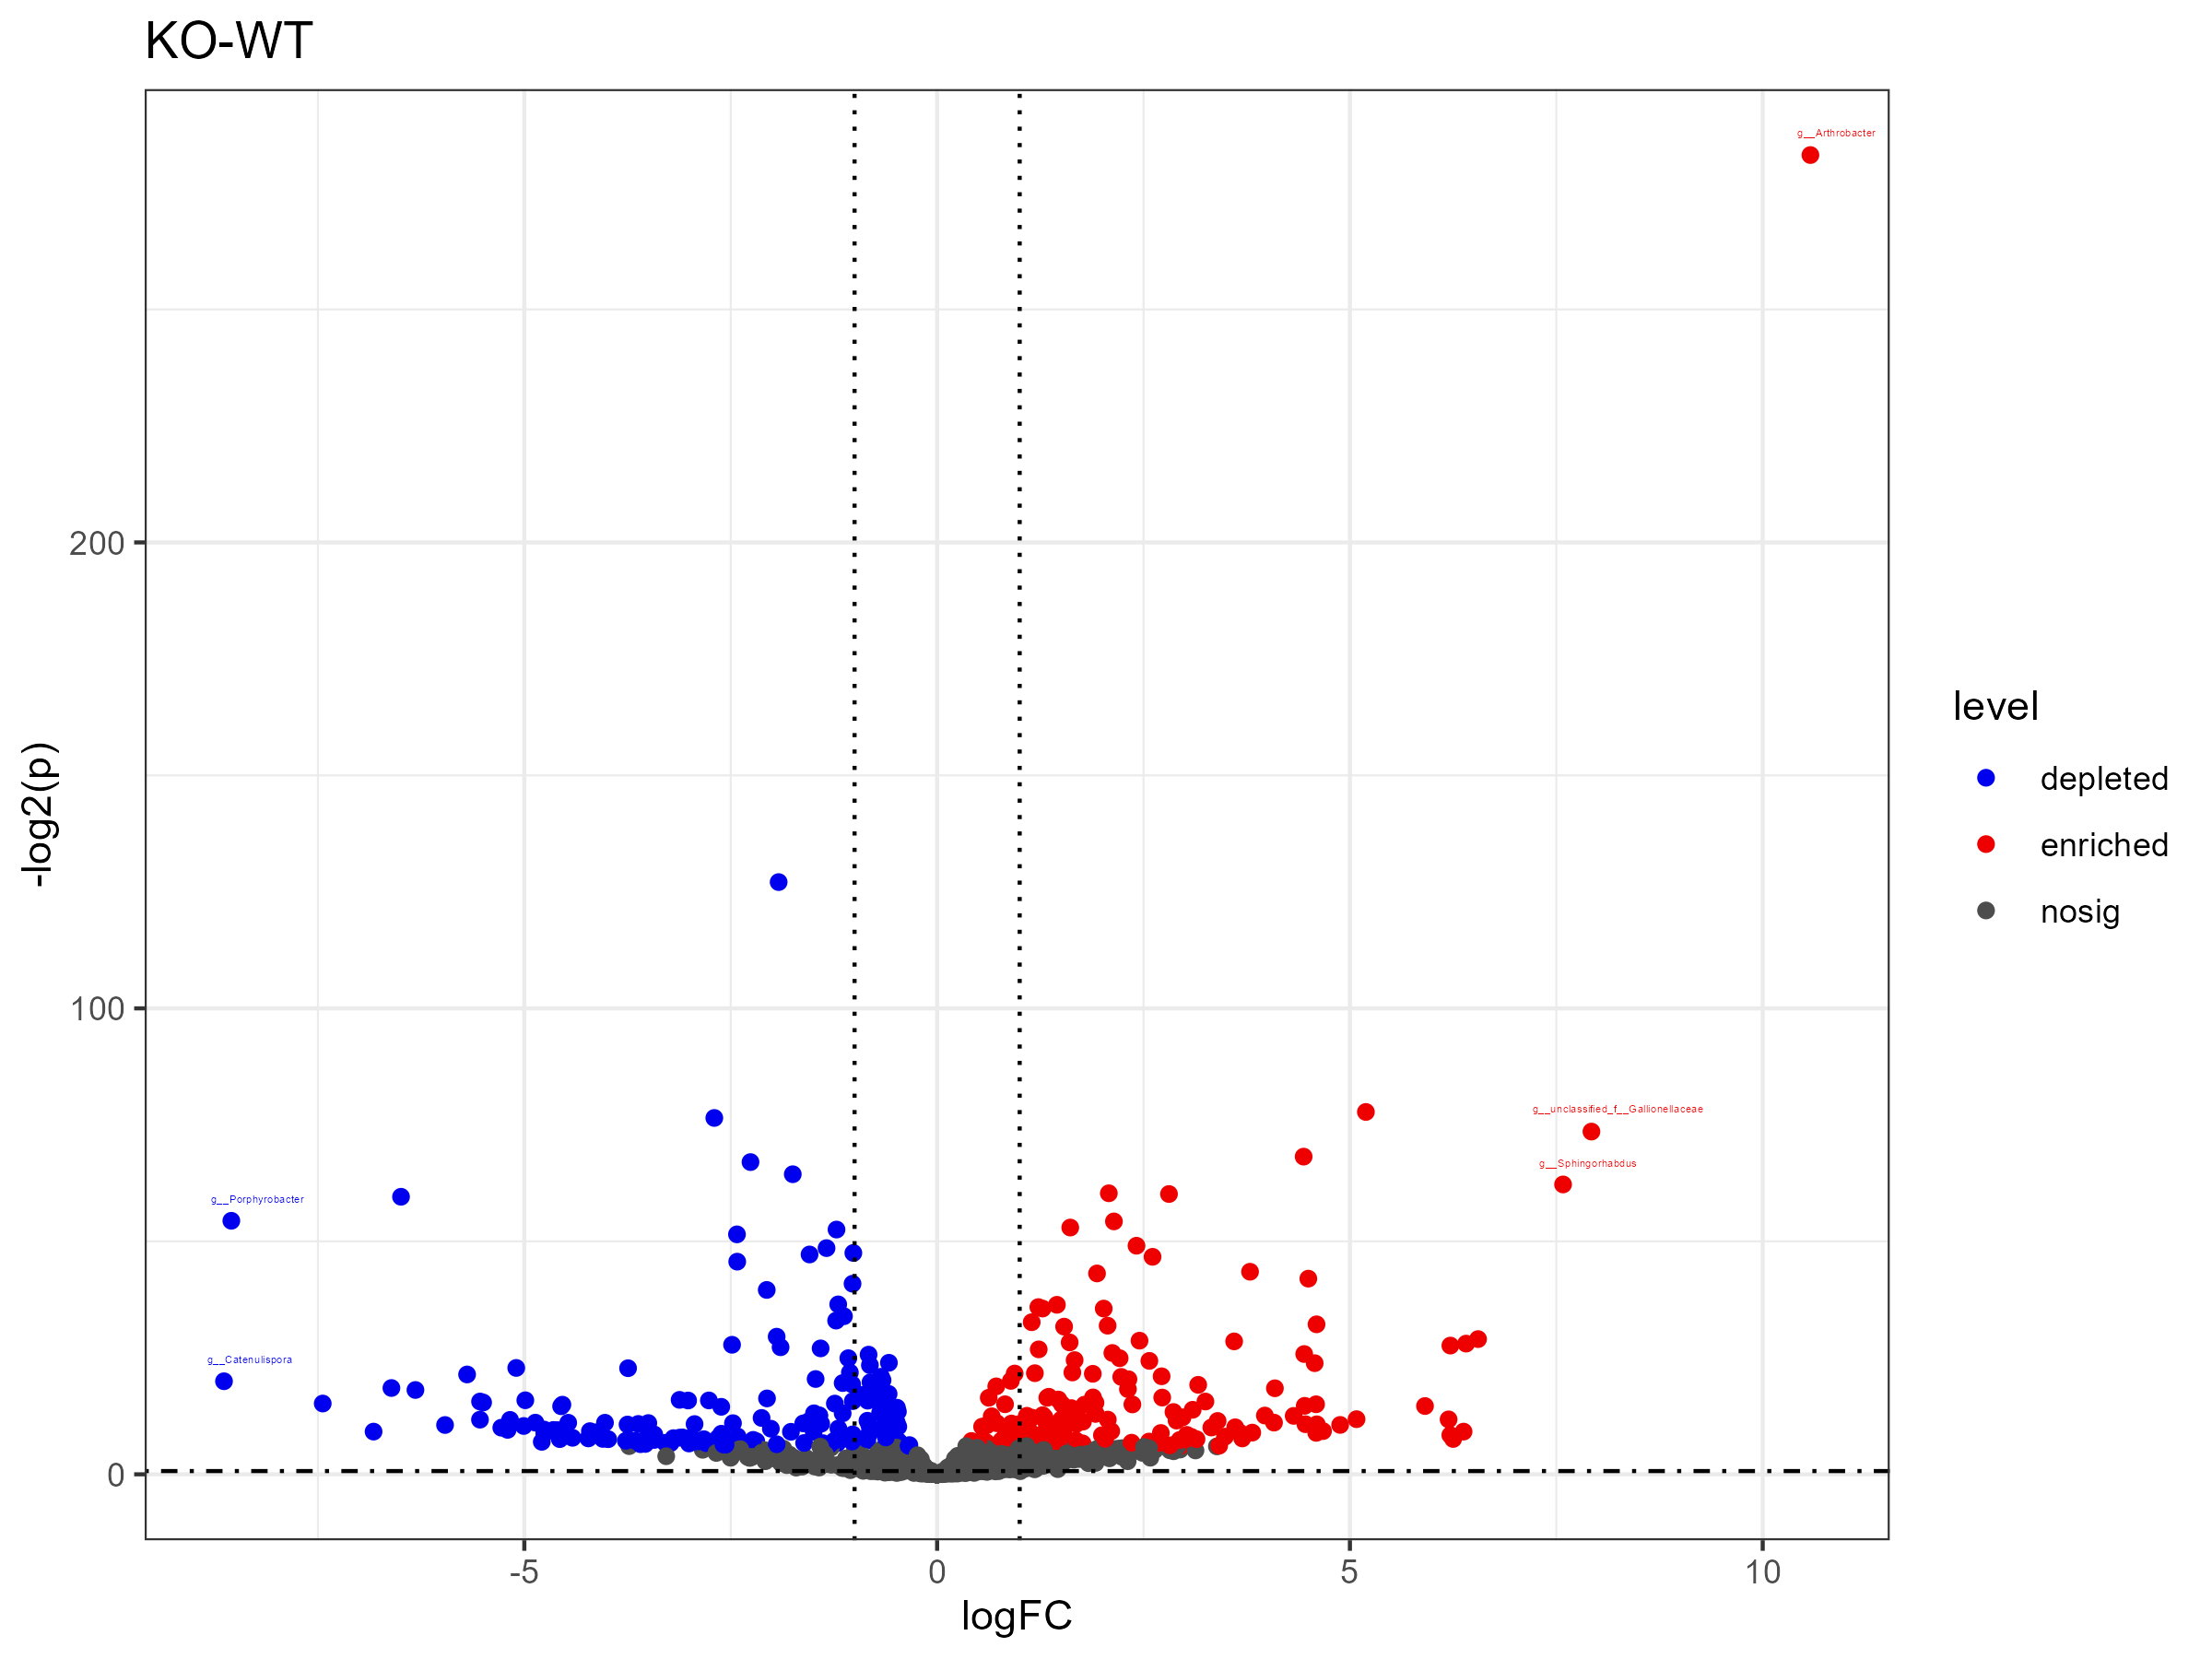 KO-WT
g__Arthrobacter
200
-log2(p)
100
0
g__unclassified_f__Gallionellaceae
g__Sphingorhabdus
g__Porphyrobacter
g__Catenulispora
-5
0
5
10
logFC
level
depleted
enriched
nosig